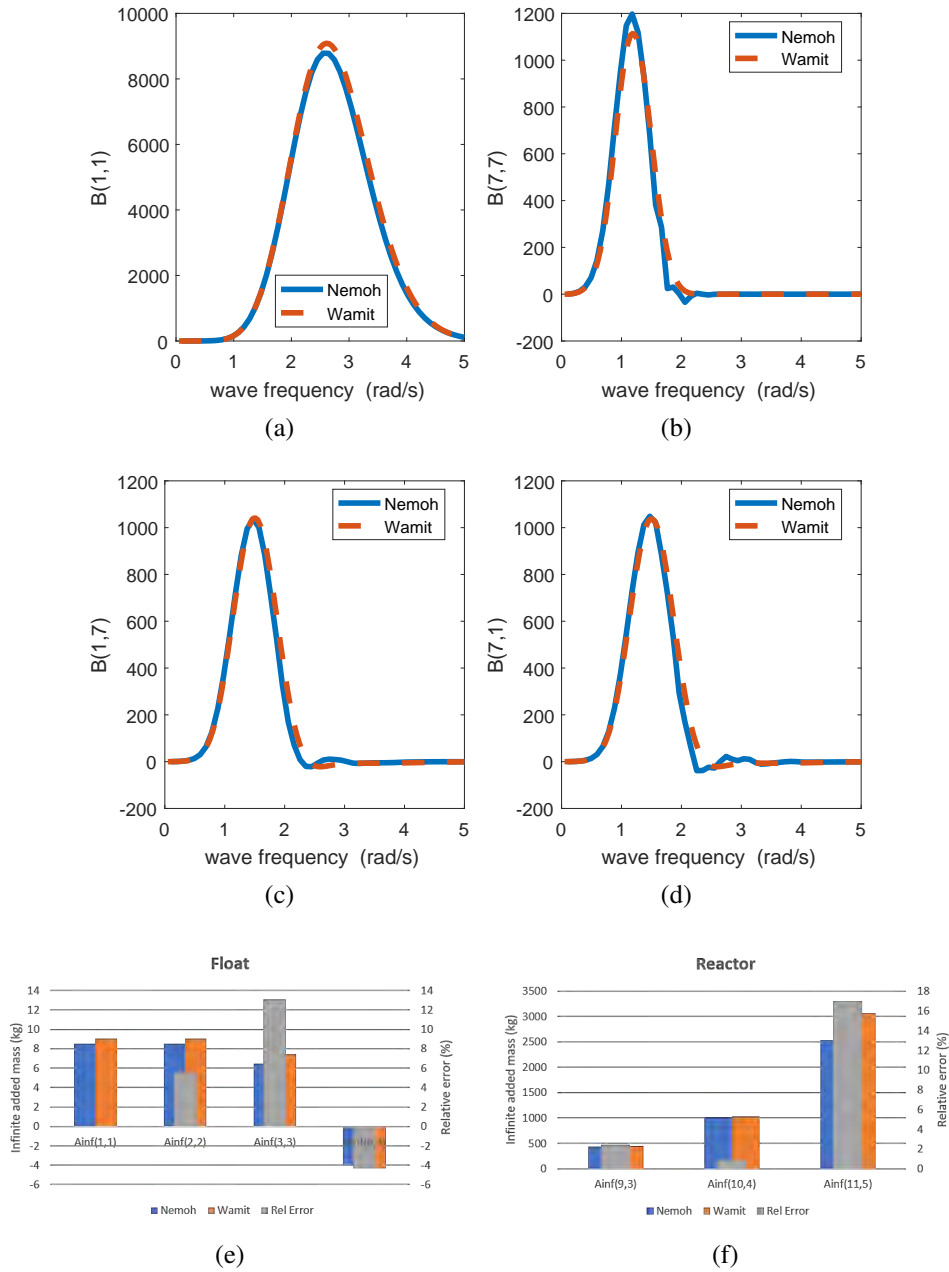 10000
8000
6000
4000
2000
0
B(1,1)
Nemoh
Wamit
0 1 2 3 4 5
wave frequency (rad/s)
(a)
1200
1000
800
600
400
200
0
-200
B(7,7)
Nemoh
Wamit
0 1 2 3 4 5
wave frequency (rad/s)
(b)
1200
1000
800
600
400
200
0
-200
B(1,7)
Nemoh
Wamit
0 1 2 3 4 5
wave frequency (rad/s)
(c)
1200
1000
800
600
400
200
0
-200
B(7,1)
Nemoh
Wamit
0 1 2 3 4 5
wave frequency (rad/s)
(d)
Float
14 14
12 12
10 10
8 8
6 6
4 4
2 2
0 0
-2 -2
-4 -4
-6 -6
Infinite added mass (kg)
Relative error (%)
Ainf(1,1) Ainf(2,2) Ainf(3,3)
Nemoh Wamit Rel Error
(e)
Reactor
3500
3000
2500
2000
1500
1000
500
0
Infinite added mass (kg)
18
16
14
12
10
8
6
4
2
0
Relative error (%)
Ainf(9,3) Ainf(10,4) Ainf(11,5)
Nemoh Wamit Rel Error
(f)